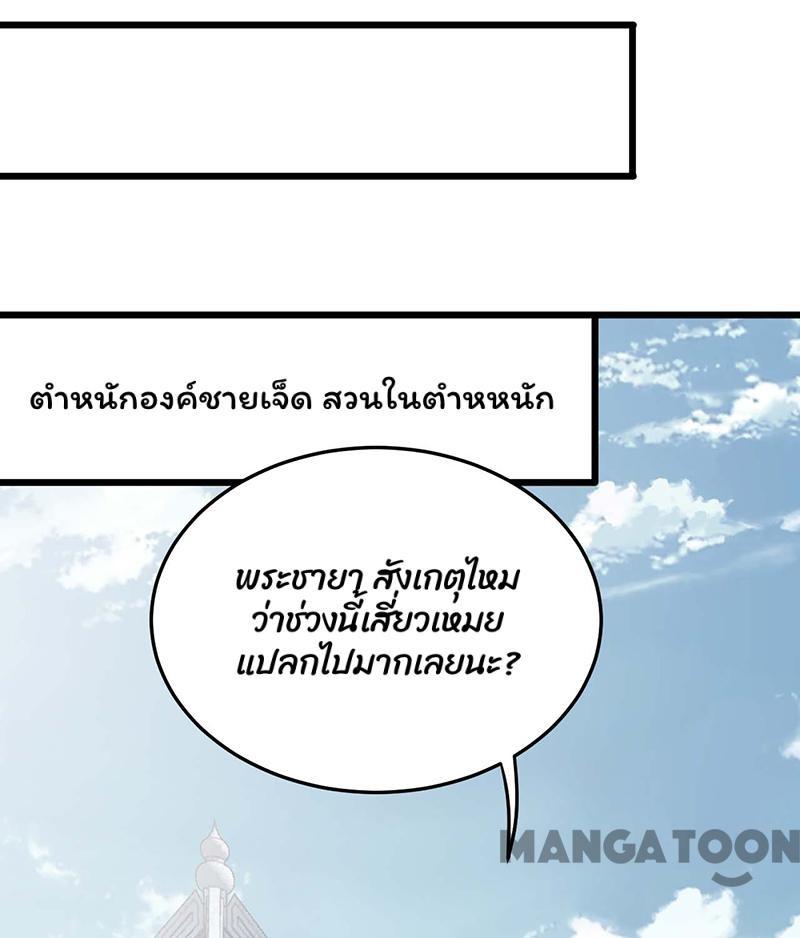 ตำหนักองค์ชายเจ็ด สวนในตำหหนัก
พระชายา สังเกตุไหม
ว่าช่วงนี้เสี่ยวเหมย
แปลกไปมากเลยนะ?
MANGATOON